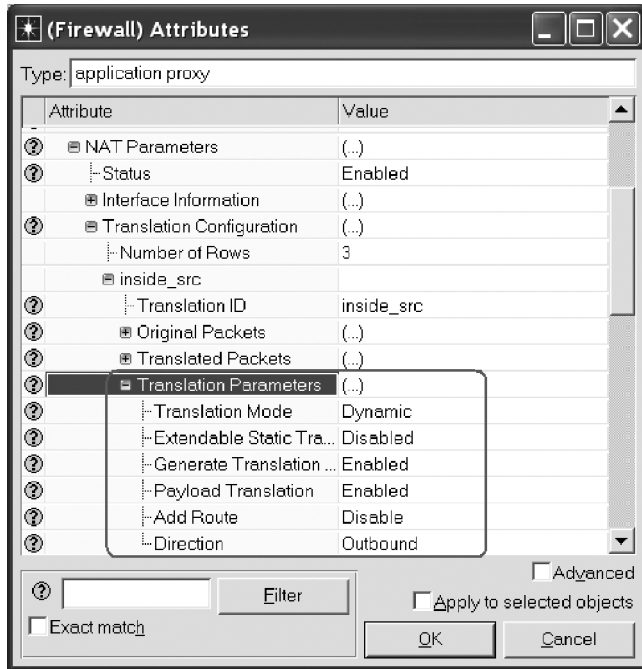 (Firewall) Attributes
Type: application proxy
Attribute Value
NAT Parameters (...)
Status Enabled
Interface Information (...)
Translation Configuration (...)
Number of Rows 3
inside_src
Translation ID inside_src
Original Packets (...)
Translated Packets (...)
Translation Parameters (...)
Translation Mode Dynamic
Extendable Static Tra... Disabled
Generate Translation ... Enabled
Payload Translation Enabled
Add Route Disable
Direction Outbound
Advanced
Filter
Apply to selected objects
Exact match
OK Cancel